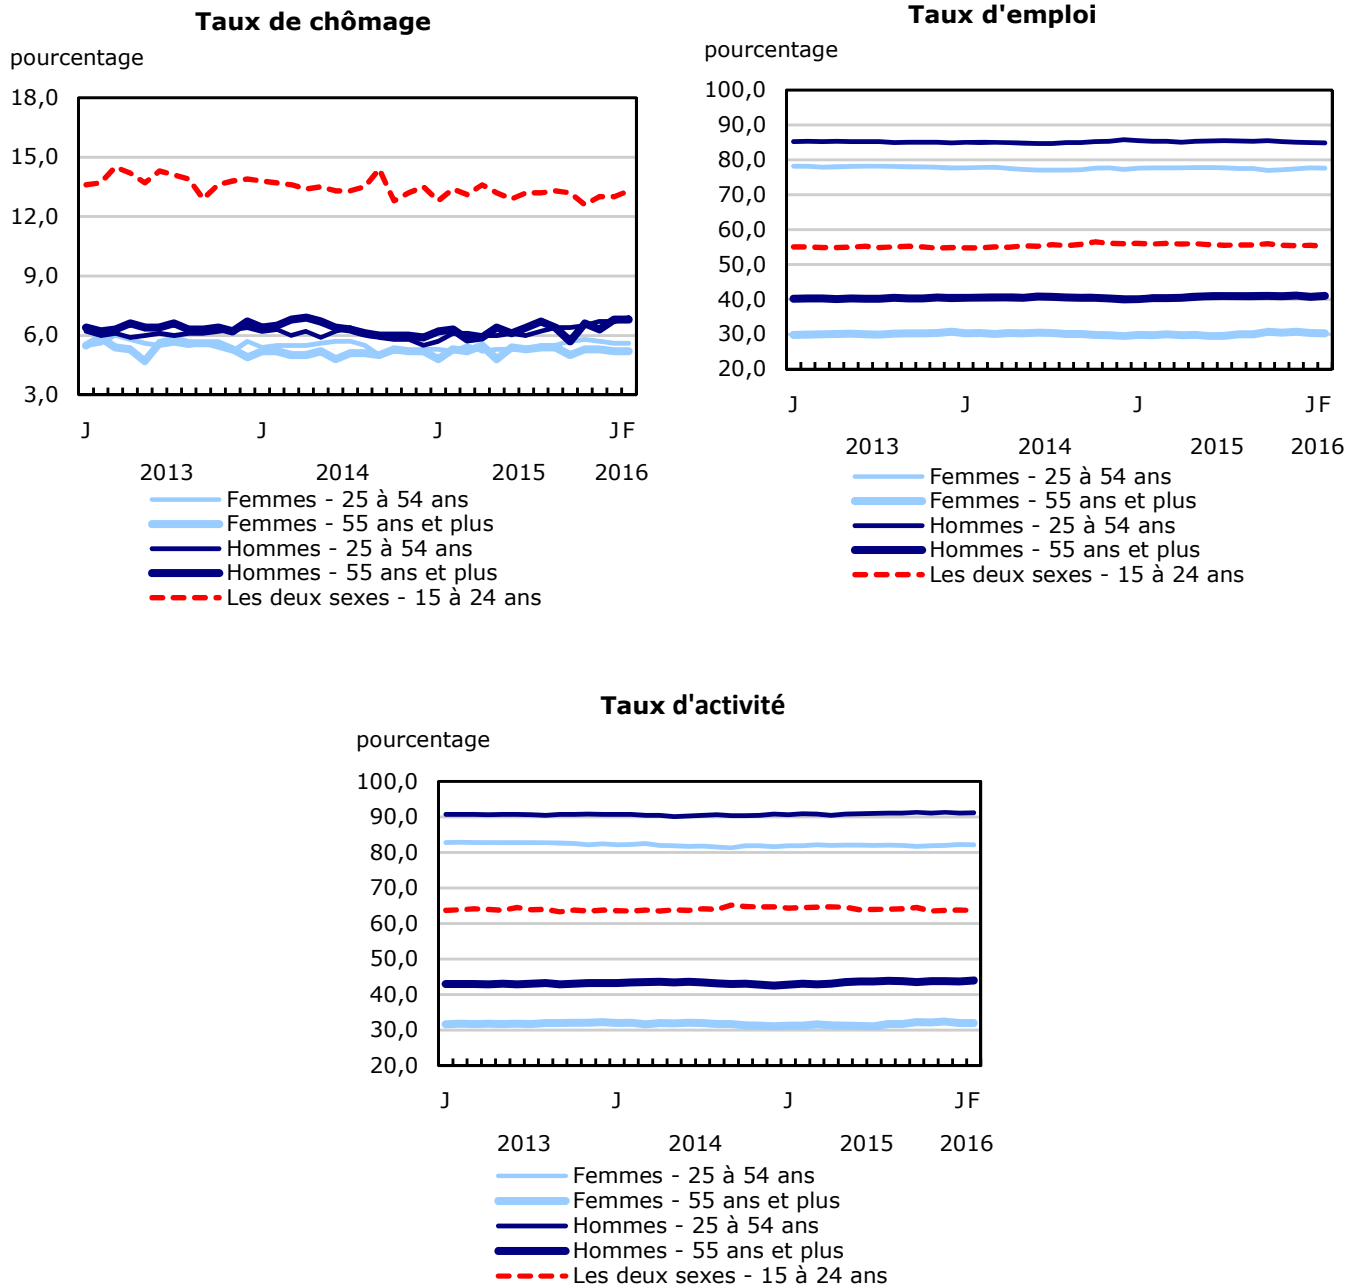 Taux de chômage
pourcentage
18,0
15,0
12,0
9,0
6,0
3,0
J J J J F
2013 2014 2015 2016
Femmes - 25 à 54 ans
Femmes - 55 ans et plus
Hommes - 25 à 54 ans
Hommes - 55 ans et plus
Les deux sexes - 15 à 24 ans
Taux d'emploi
pourcentage
100,0
90,0
80,0
70,0
60,0
50,0
40,0
30,0
20,0
J J J J F
2013 2014 2015 2016
Femmes - 25 à 54 ans
Femmes - 55 ans et plus
Hommes - 25 à 54 ans
Hommes - 55 ans et plus
Les deux sexes - 15 à 24 ans
Taux d'activité
pourcentage
100,0
90,0
80,0
70,0
60,0
50,0
40,0
30,0
20,0
J J J J F
2013 2014 2015 2016
Femmes - 25 à 54 ans
Femmes - 55 ans et plus
Hommes - 25 à 54 ans
Hommes - 55 ans et plus
Les deux sexes - 15 à 24 ans